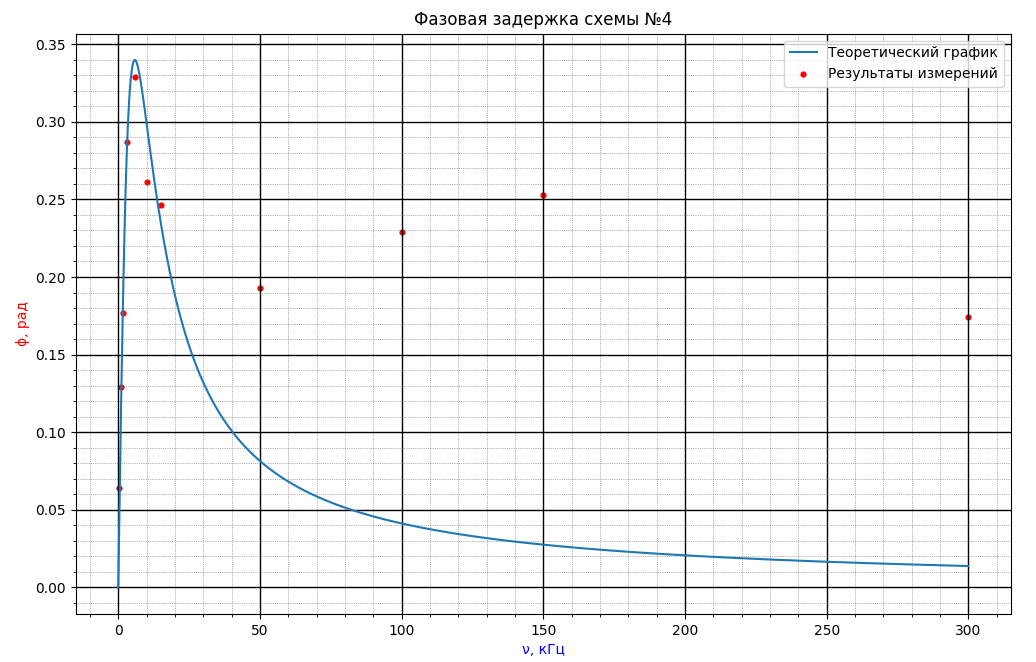 Фазовая задержка схемы №4
Теоретический график
Результаты измерений
0.35
0.30
0.25
0.20
0.15
0.10
0.05
0.00
ϕ, рад
0 50 100 150 200 250 300
ν, кГц